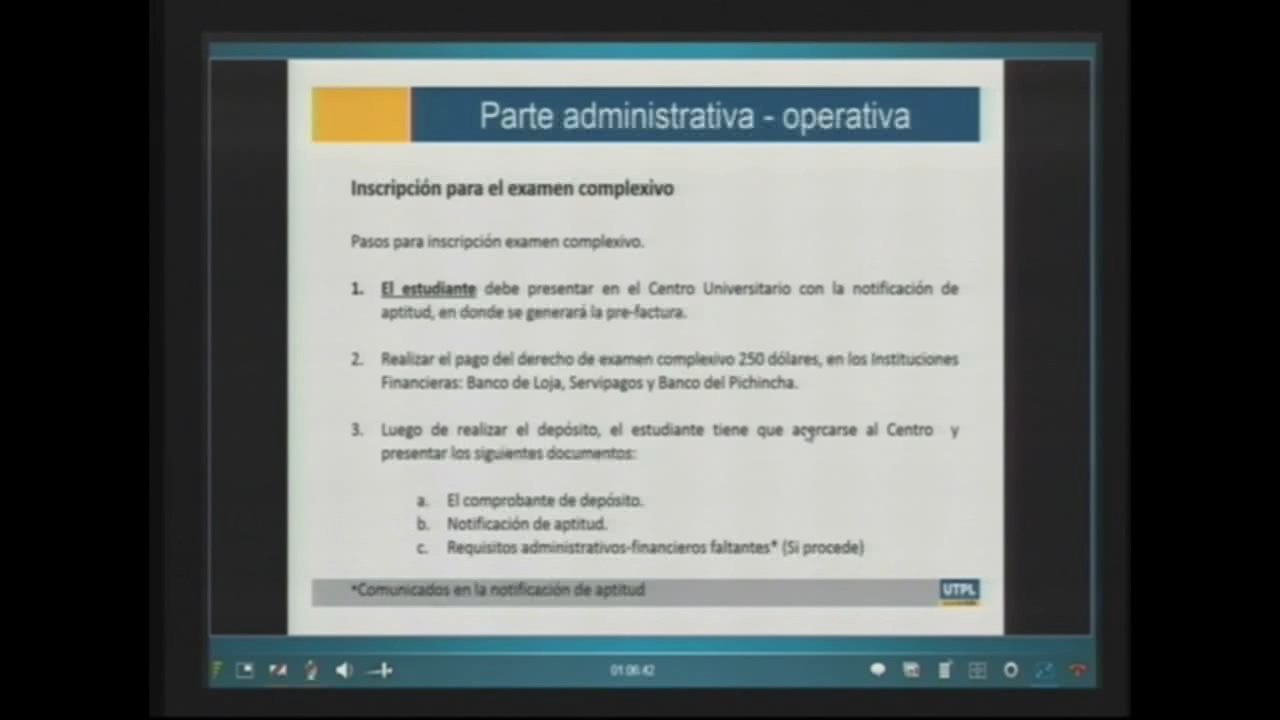 Parte administrativa - operativa
Inscripción para el examen complexivo
Pasos para inscripción examen complexivo.
1. El estudiante debe presentar en el Centro Universitario con la notificación de
aptitud, en donde se generará la pre-factura.
2. Realizar el pago del derecho de examen complexivo 250 dólares, en los Instituciones
Financieras: Banco de Loja, Servipagos y Banco del Pichincha.
3. Luego de realizar el depósito, el estudiante tiene que acercarse al Centro y
presentar los siguientes documentos:
a. El comprobante de depósito.
b. Notificación de aptitud.
c. Requisitos administrativos-financieros faltantes* (Si procede)
*Comunicados en la notificación de aptitud
UTPL
01:06:42